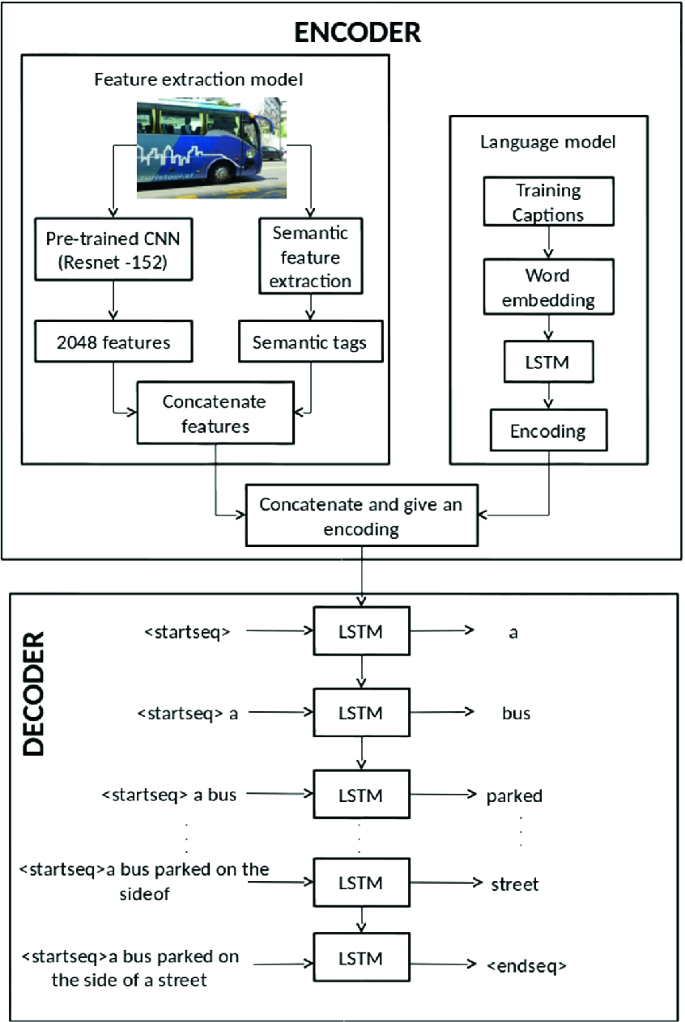 ENCODER
Feature extraction model
Pre-trained CNN
(Resnet -152)
Semantic
feature
extraction
2048 features
Semantic tags
Concatenate
features
Language model
Training
Captions
Word
embedding
LSTM
Encoding
Concatenate and give an
encoding
DECODER
<startseq>
LSTM
a
<startseq> a
LSTM
bus
<startseq> a bus
LSTM
parked
<startseq>a bus parked on the
sideof
LSTM
street
<startseq>a bus parked on
the side of a street
LSTM
<endseq>